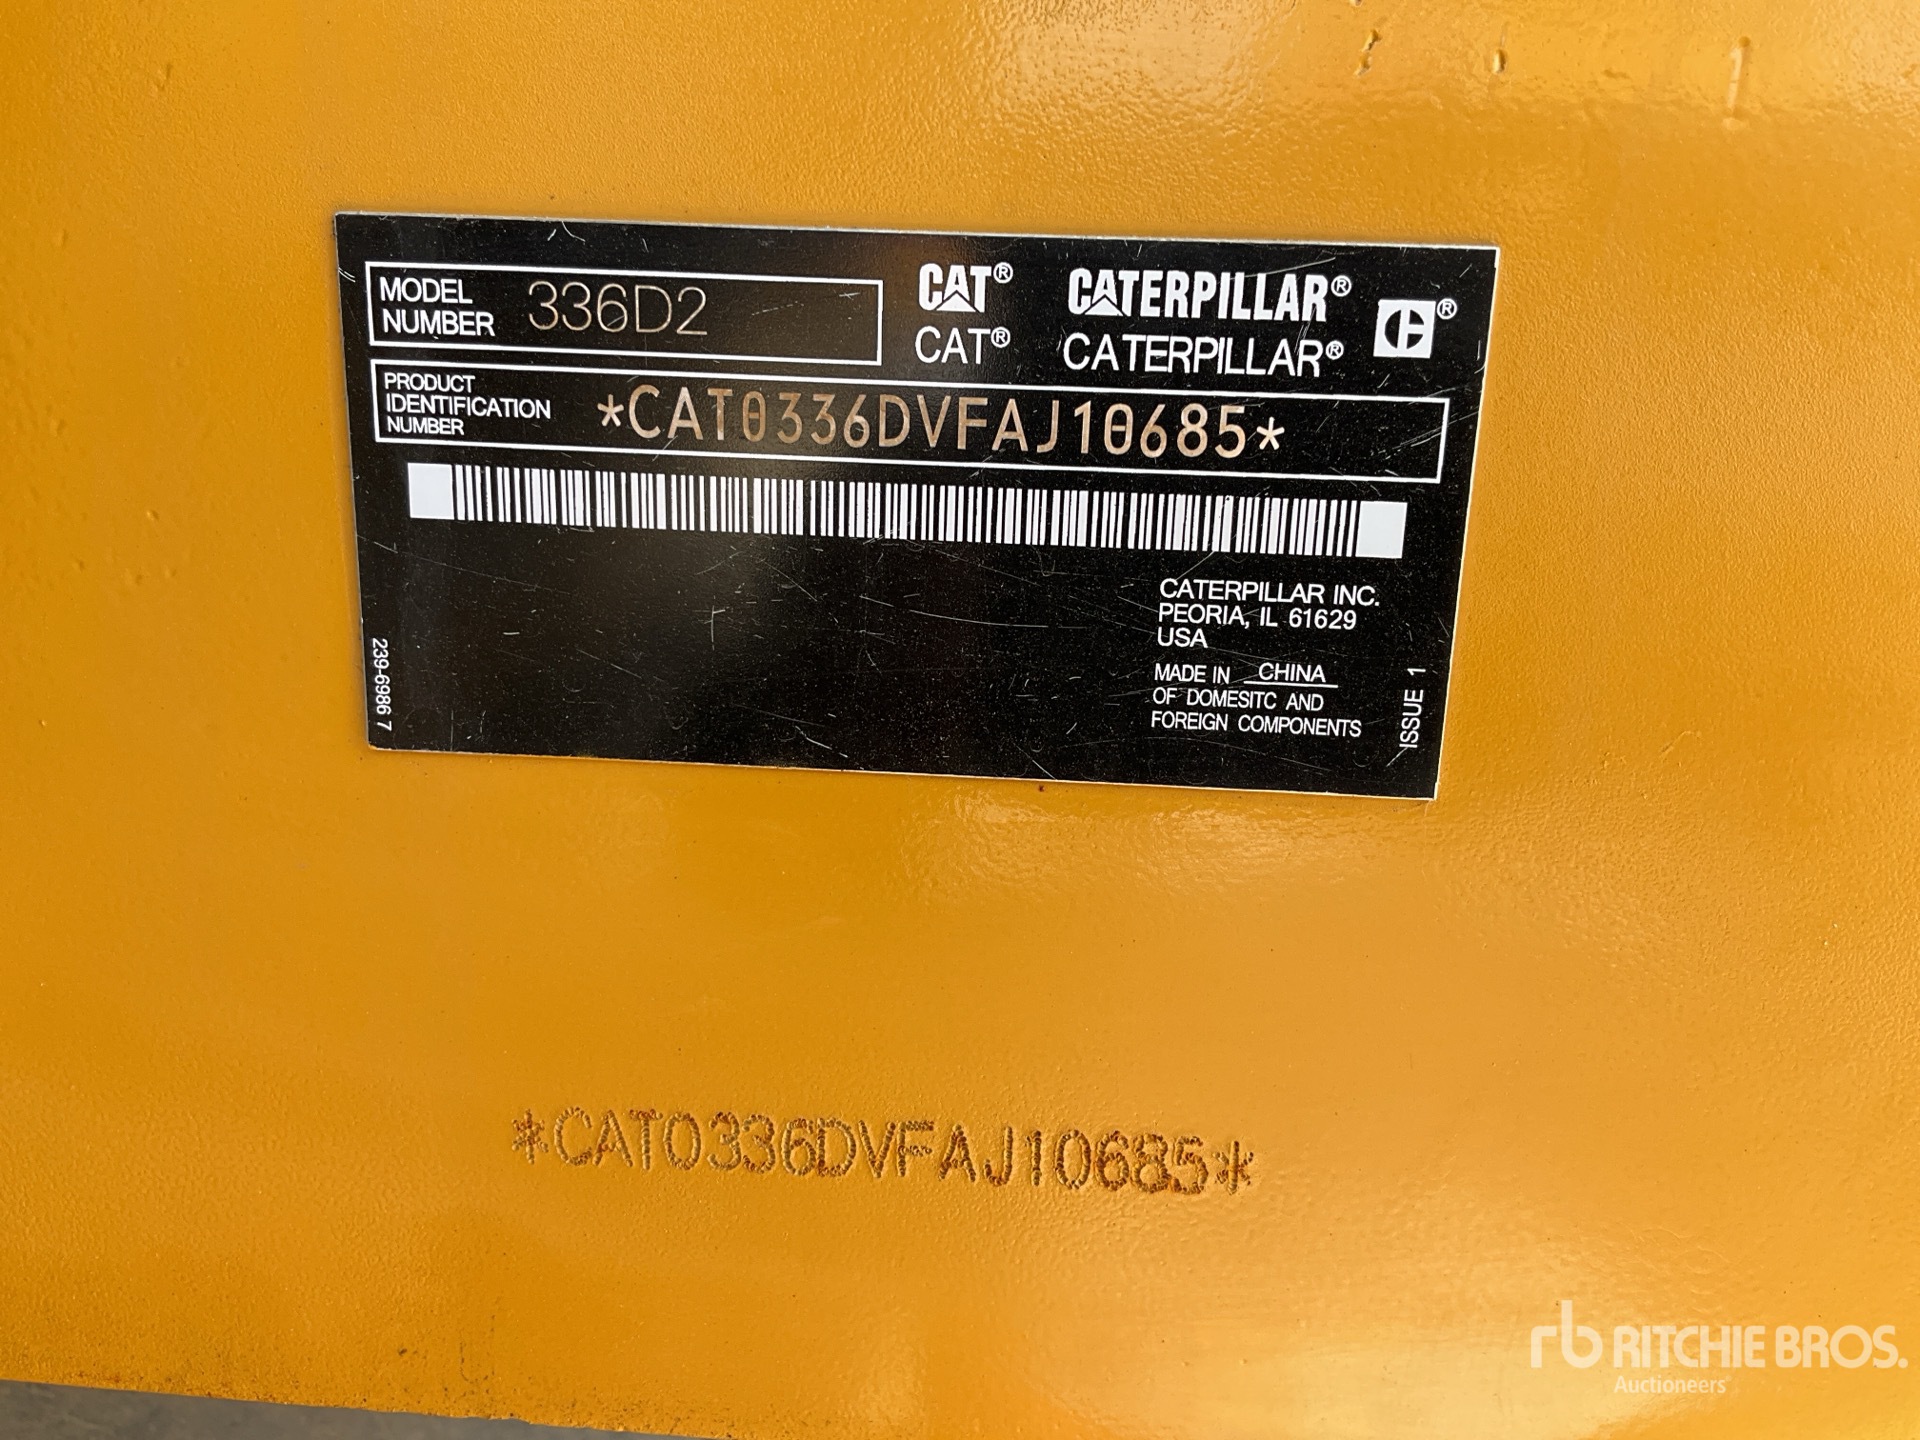 MODEL NUMBER 336D2
CAT® CATERPILLAR®
CAT® CATERPILLAR® C®
PRODUCT
IDENTIFICATION
NUMBER
*CAT0336DVFAJ10685*
CATERPILLAR INC.
PEORIA, IL 61629
USA
MADE IN CHINA
OF DOMESITC AND
FOREIGN COMPONENTS
239-6986 7
ISSUE 1
*CAT0336DVFAJ10685*
rb RITCHIE BROS.
Auctioneers